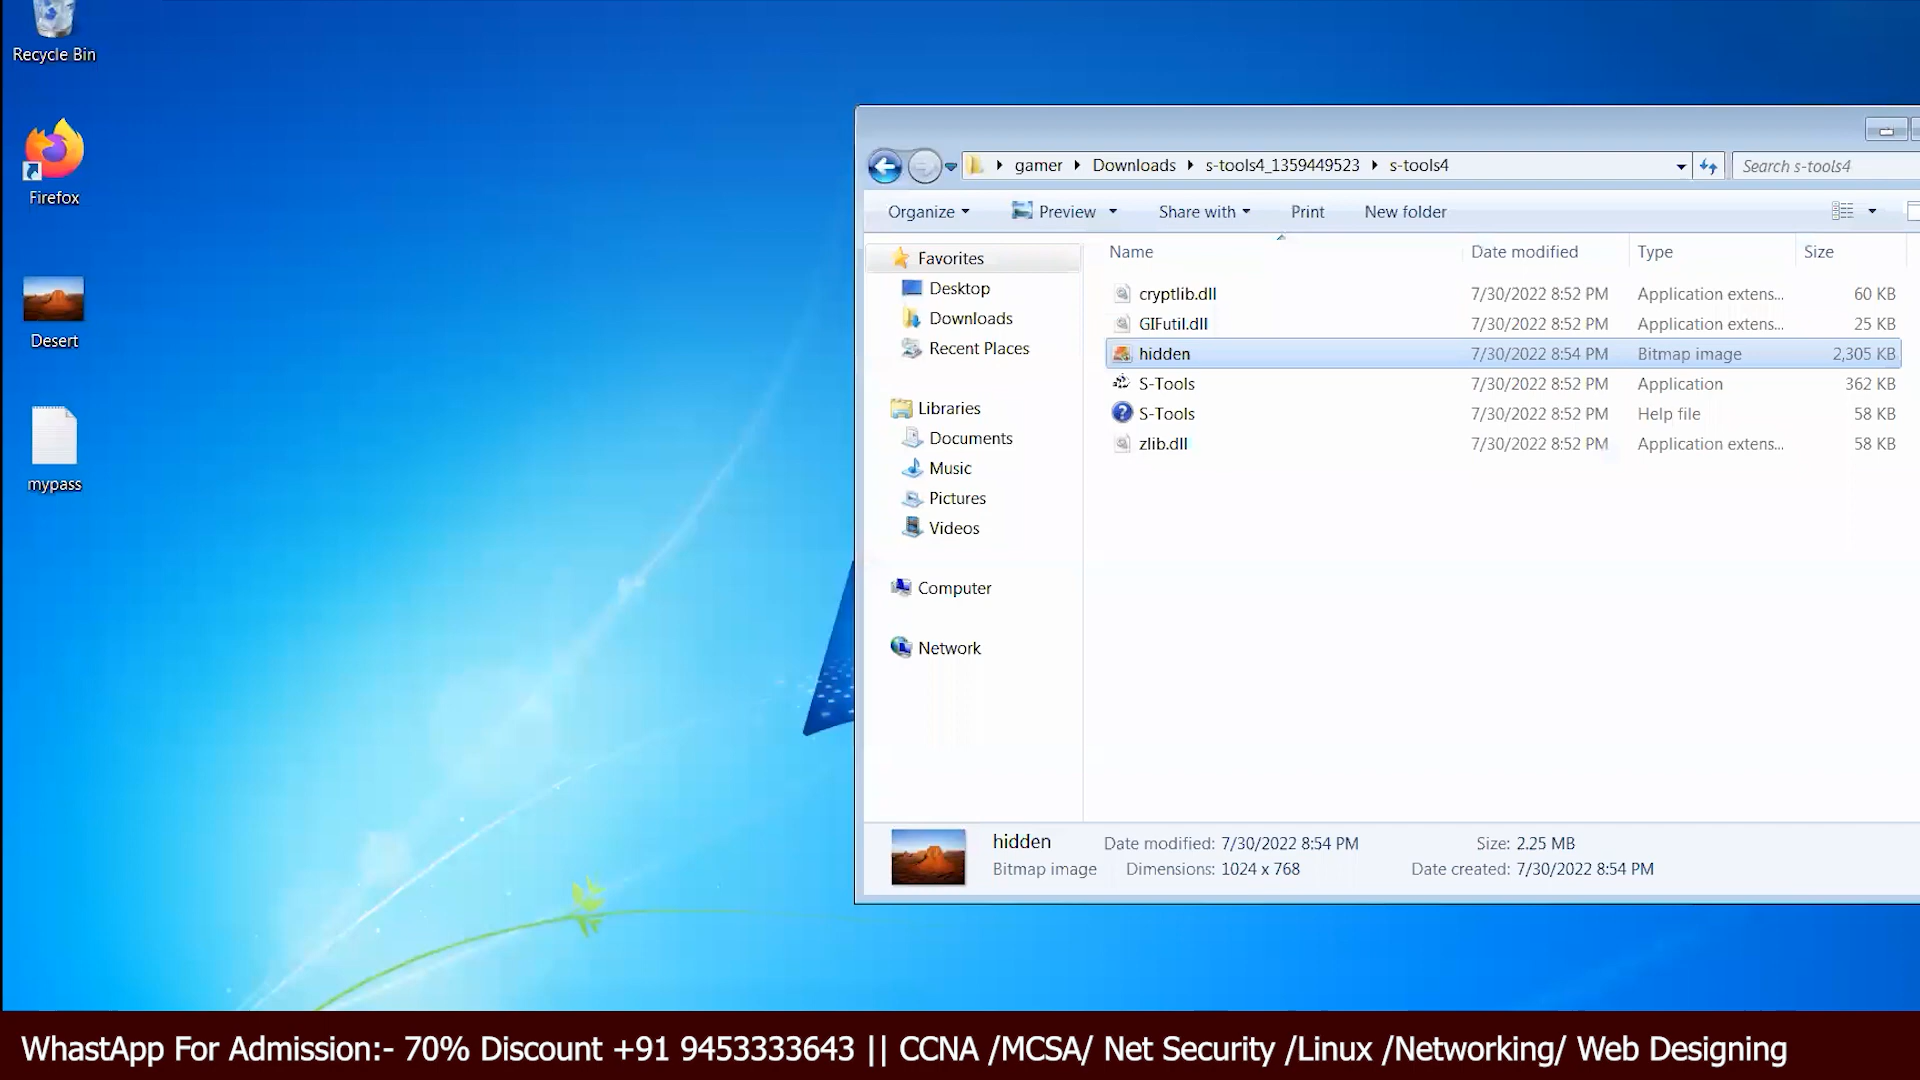 Recycle Bin
Firefox
Desert
mypass
gamer Downloads s-tools4_1359449523 s-tools4
Search s-tools4
Organize Preview Share with Print New folder
Favorites
Desktop
Downloads
Recent Places
Libraries
Documents
Music
Pictures
Videos
Computer
Network
Name Date modified Type Size
cryptlib.dll 7/30/2022 8:52 PM Application extens... 60 KB
GIFutil.dll 7/30/2022 8:52 PM Application extens... 25 KB
hidden 7/30/2022 8:54 PM Bitmap image 2,305 KB
S-Tools 7/30/2022 8:52 PM Application 362 KB
S-Tools 7/30/2022 8:52 PM Help file 58 KB
zlib.dll 7/30/2022 8:52 PM Application extens... 58 KB
hidden Date modified: 7/30/2022 8:54 PM Size: 2.25 MB
Bitmap image Dimensions: 1024 x 768 Date created: 7/30/2022 8:54 PM
WhastApp For Admission:- 70% Discount +91 9453333643 || CCNA /MCSA/ Net Security /Linux /Networking/ Web Designing